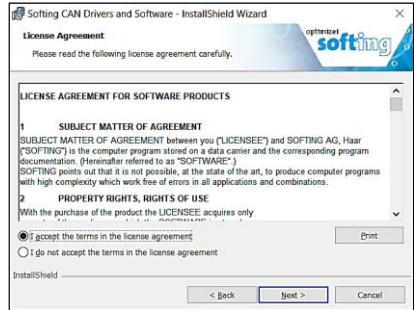 Softing CAN Drivers and Software - InstallShield Wizard
License Agreement
Please read the following license agreement carefully.
optimize!
softing
LICENSE AGREEMENT FOR SOFTWARE PRODUCTS
1 SUBJECT MATTER OF AGREEMENT
SUBJECT MATTER OF AGREEMENT between you ("LICENSEE") and SOFTING AG, Haar
("SOFTING") is the computer program stored on a data carrier and the corresponding program
documentation. (Hereinafter referred to as "SOFTWARE".)
SOFTING points out that it is not possible, at the state of the art, to produce computer programs
with high complexity which work free of errors in all applications and combinations.
2 PROPERTY RIGHTS, RIGHTS OF USE
With the purchase of the product the LICENSEE acquires only
I accept the terms in the license agreement
Print
I do not accept the terms in the license agreement
InstallShield
< Back
Next >
Cancel